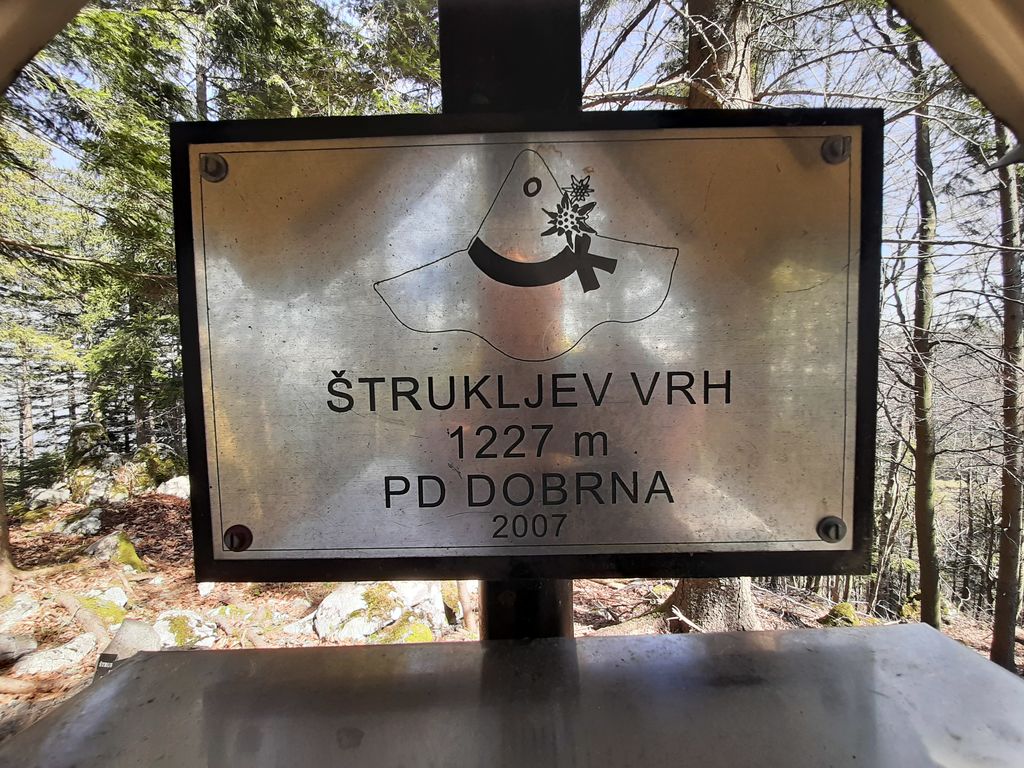 ŠTRUKLJEV VRH
1227 m
PD DOBRNA
2007